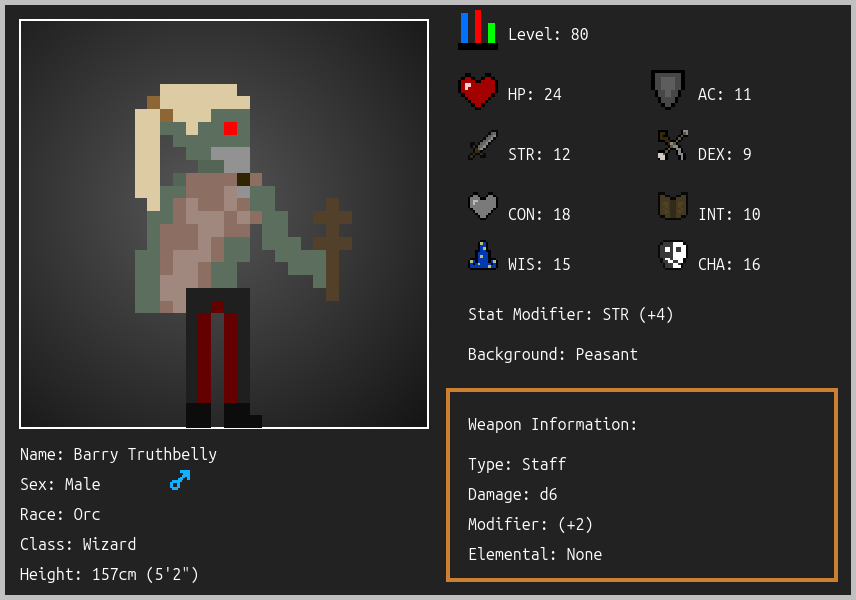 Level: 80
HP: 24
AC: 11
STR: 12
DEX: 9
CON: 18
INT: 10
WIS: 15
CHA: 16
Stat Modifier: STR (+4)
Background: Peasant
Weapon Information:
Type: Staff
Damage: d6
Modifier: (+2)
Elemental: None
Name: Barry Truthbelly
Sex: Male
Race: Orc
Class: Wizard
Height: 157cm (5'2")